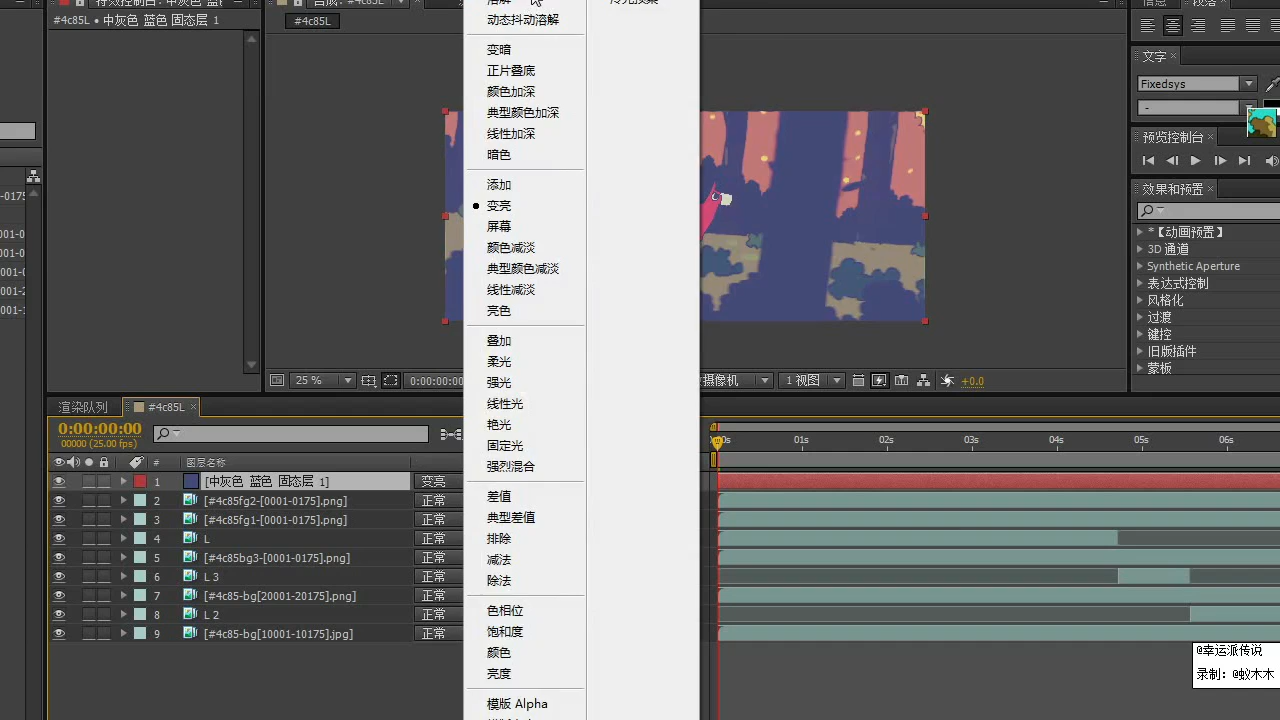 #4c85L • 中灰色 蓝色 固态层 1
#4c85L
动态抖动溶解
变暗
正片叠底
颜色加深
典型颜色加深
线性加深
暗色
添加
变亮
屏幕
颜色减淡
典型颜色减淡
线性减淡
亮色
叠加
柔光
强光
线性光
艳光
固定光
强烈混合
差值
典型差值
排除
减法
除法
色相位
饱和度
颜色
亮度
模版 Alpha
文字
Fixedsys
-
预览控制台
效果和预置
*【动画预置】
3D 通道
Synthetic Aperture
表达式控制
风格化
过渡
键控
旧版插件
蒙板
25 %
0:00:00:00
摄像机
1 视图
+0.0
渲染队列
#4c85L
0:00:00:00
00000 (25.00 fps)
#
图层名称
00s
01s
02s
03s
04s
05s
06s
1 [中灰色 蓝色 固态层 1] 变亮
2 [#4c85fg2-[0001-0175].png] 正常
3 [#4c85fg1-[0001-0175].png] 正常
4 L 正常
5 [#4c85bg3-[0001-0175].png] 正常
6 L 3 正常
7 [#4c85-bg[20001-20175].png] 正常
8 L 2 正常
9 [#4c85-bg[10001-10175].jpg] 正常
@幸运派传说
录制：@蚁木木